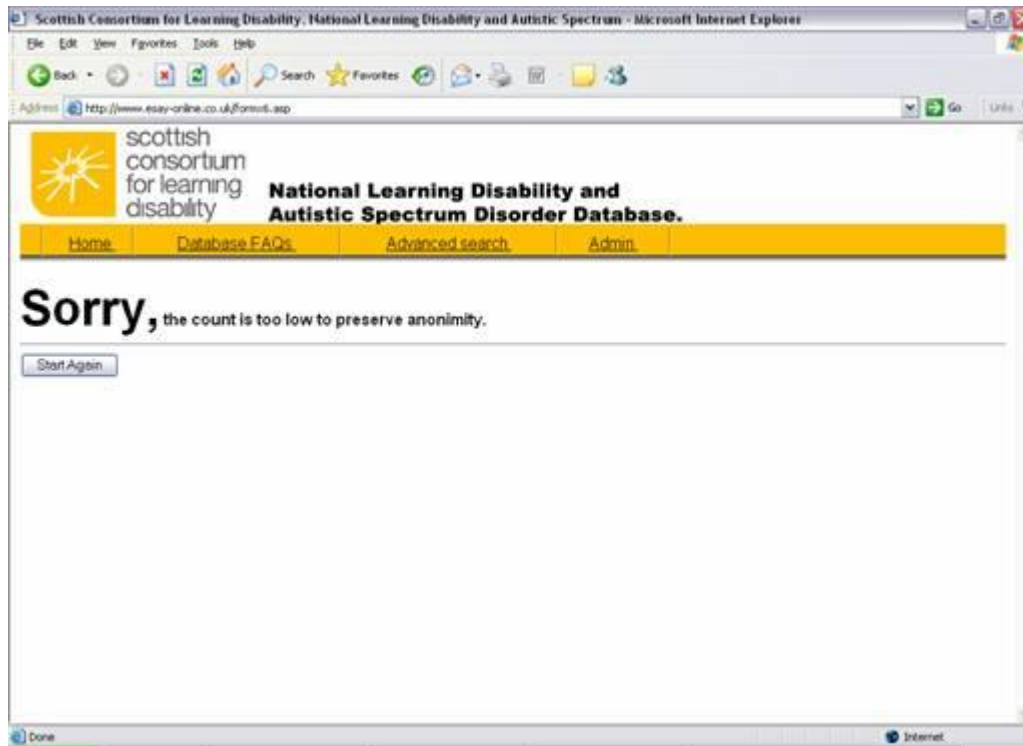 Scottish Consortium for Learning Disability, National Learning Disability and Autistic Spectrum - Microsoft Internet Explorer
File Edit View Favorites Tools Help
Back Search Favorites
Address http://www.esay-online.co.uk/ Go Links
scottish
consortium
for learning
disability
National Learning Disability and
Autistic Spectrum Disorder Database.
Home Database FAQs Advanced search Admin
Sorry, the count is too low to preserve anonimity.
Start Again
Done Internet